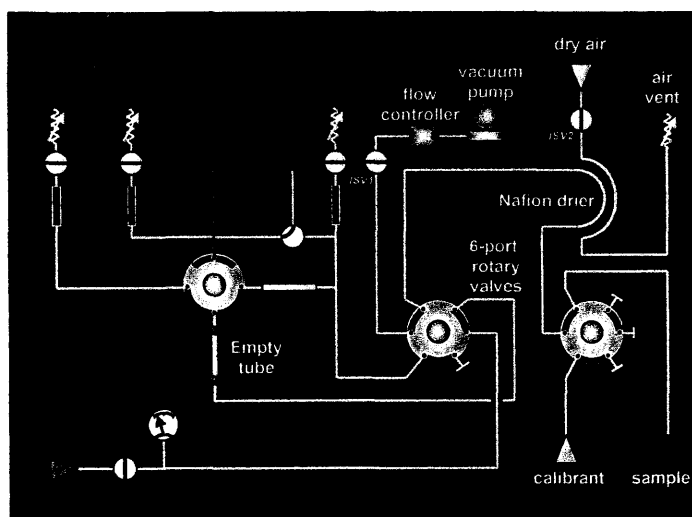 dry air
vacuum
pump
air
vent
flow
controller
ISV2
Nafion drier
6-port
rotary
valves
Empty
tube
calibrant
sample